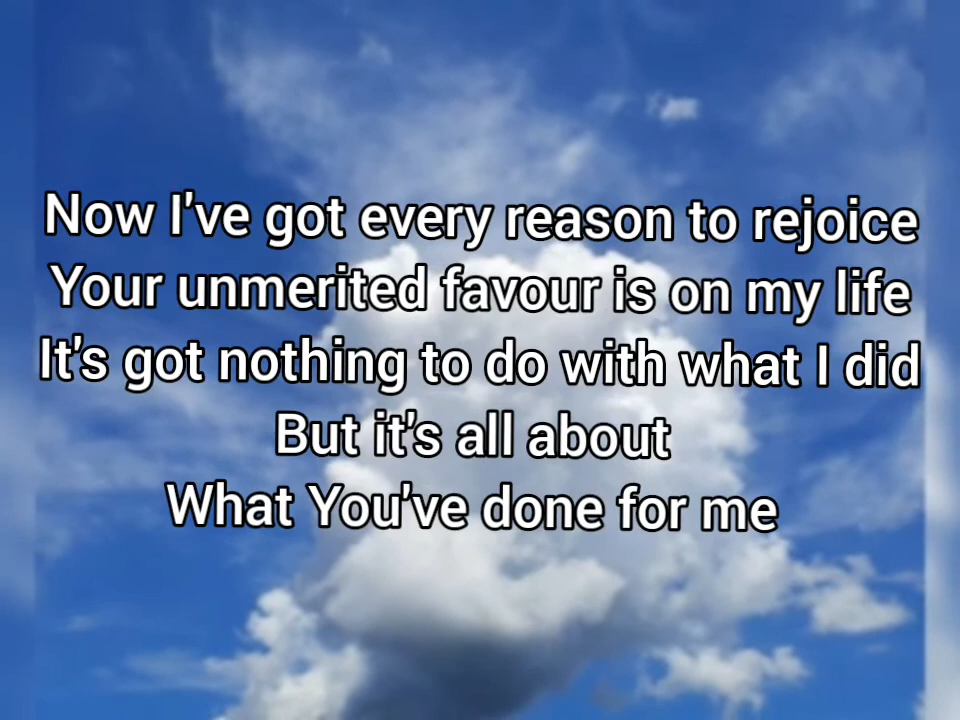 Now I've got every reason to rejoice
Your unmerited favour is on my life
It's got nothing to do with what I did
But it's all about
What You've done for me